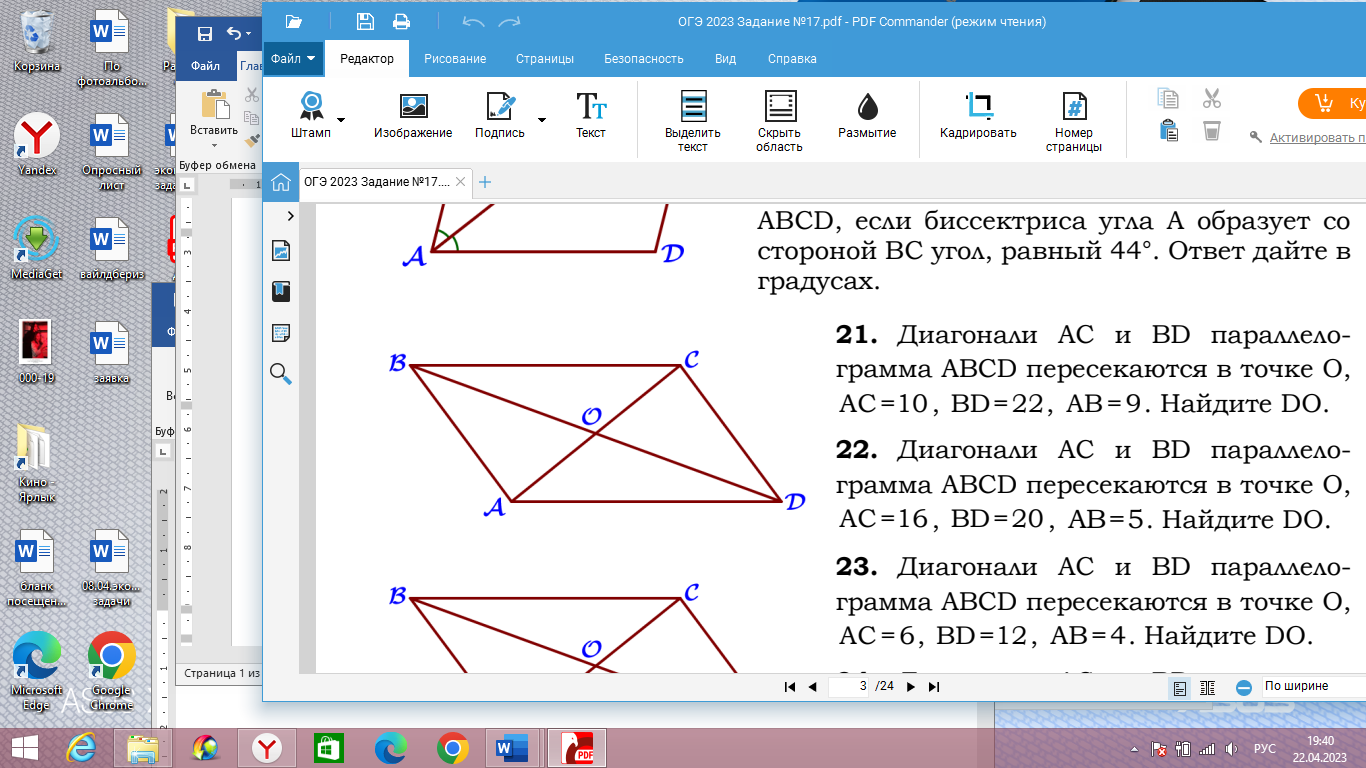 ОГЭ 2023 Задание №17.pdf - PDF Commander (режим чтения)
Файл
Редактор
Рисование
Страницы
Безопасность
Вид
Справка
Штамп
Изображение
Подпись
Текст
Выделить
текст
Скрыть
область
Размытие
Кадрировать
Номер
страницы
Ку
Активировать п
ОГЭ 2023 Задание №17....
A
D
ABCD, если биссектриса угла A образует со
стороной BC угол, равный 44°. Ответ дайте в
градусах.
B
C
O
A
D
21. Диагонали AC и BD параллело-
грамма ABCD пересекаются в точке O,
AC=10, BD=22, AB=9. Найдите DO.
22. Диагонали AC и BD параллело-
грамма ABCD пересекаются в точке O,
AC=16, BD=20, AB=5. Найдите DO.
B
C
O
23. Диагонали AC и BD параллело-
грамма ABCD пересекаются в точке O,
AC=6, BD=12, AB=4. Найдите DO.
3 /24
По ширине
Файл
Глав
Вставить
Буфер обмена
Страница 1 из
Корзина
По
фотоальбо...
Yandex
Опросный
лист
MediaGet
вайлдбериз
000-19
заявка
Кино -
Ярлык
бланк
посещен...
08.04.эко...
задачи
Microsoft
Edge
Google
Chrome
РУС
19:40
22.04.2023